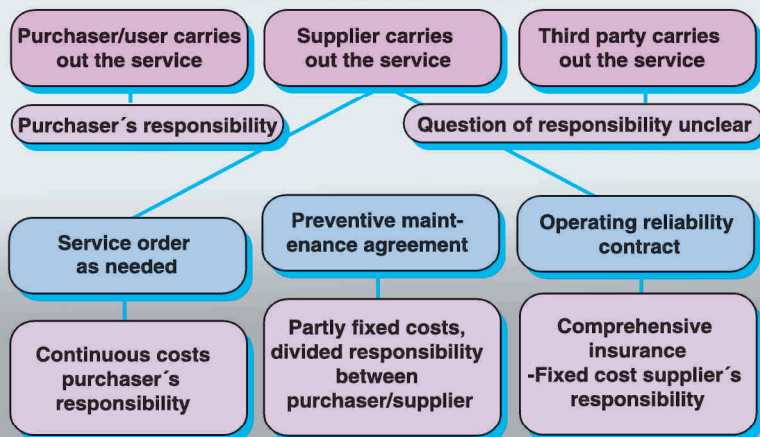 Purchaser/user carries
out the service
Supplier carries
out the service
Third party carries
out the service
Purchaser´s responsibility
Question of responsibility unclear
Service order
as needed
Preventive maint-
enance agreement
Operating reliability
contract
Continuous costs
purchaser´s
responsibility
Partly fixed costs,
divided responsibility
between
purchaser/supplier
Comprehensive
insurance
-Fixed cost supplier´s
responsibility